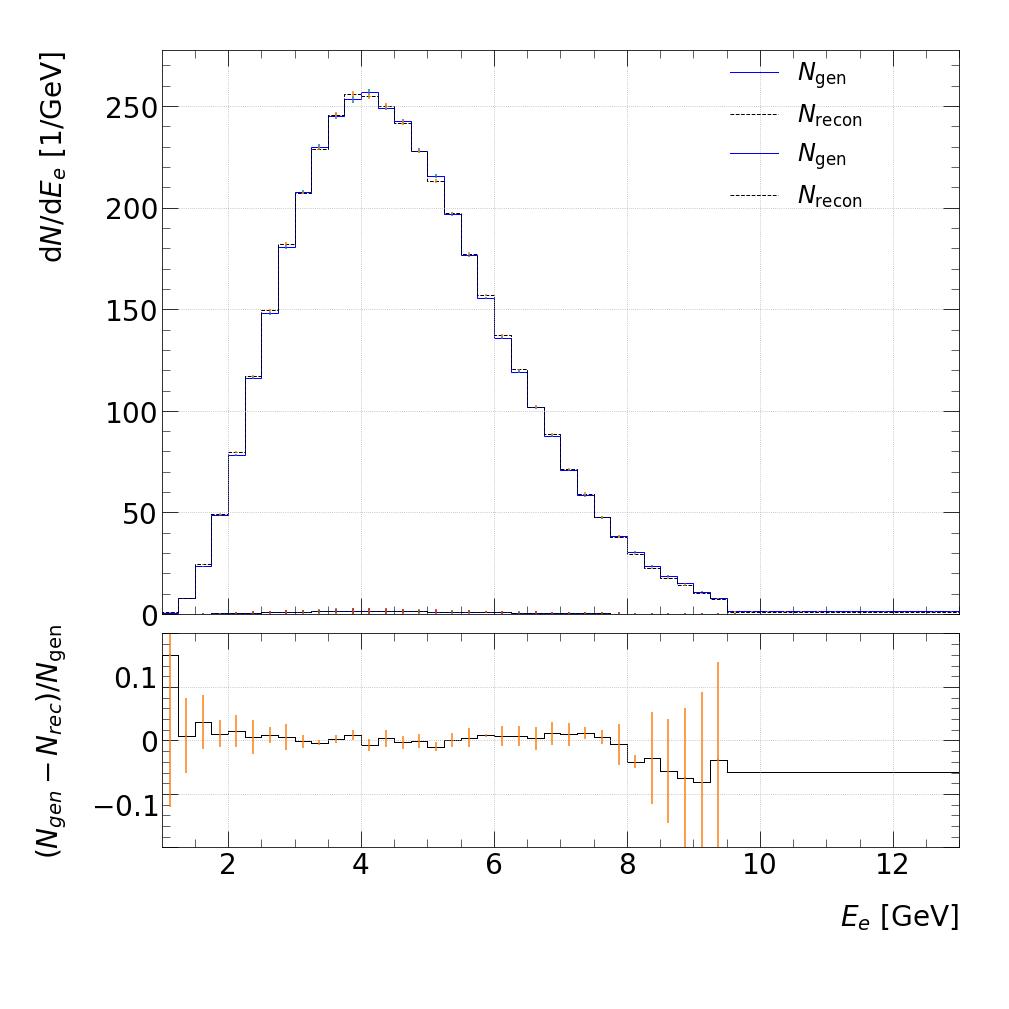 dN/dE_e [1/GeV]
250
200
150
100
50
0
N_gen
N_recon
N_gen
N_recon
(N_gen − N_rec)/N_gen
0.1
0
−0.1
2 4 6 8 10 12
E_e [GeV]